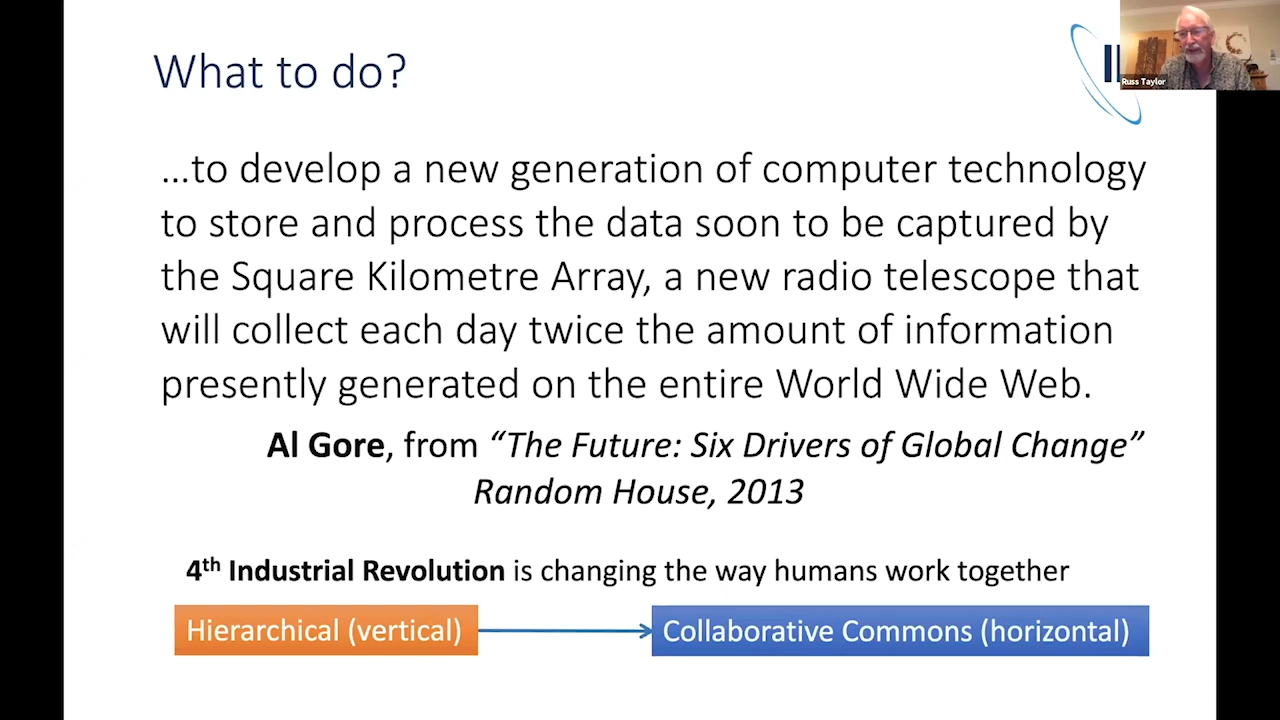 What to do?
Russ Taylor
...to develop a new generation of computer technology
to store and process the data soon to be captured by
the Square Kilometre Array, a new radio telescope that
will collect each day twice the amount of information
presently generated on the entire World Wide Web.
Al Gore, from “The Future: Six Drivers of Global Change”
Random House, 2013
4th Industrial Revolution is changing the way humans work together
Hierarchical (vertical)
Collaborative Commons (horizontal)